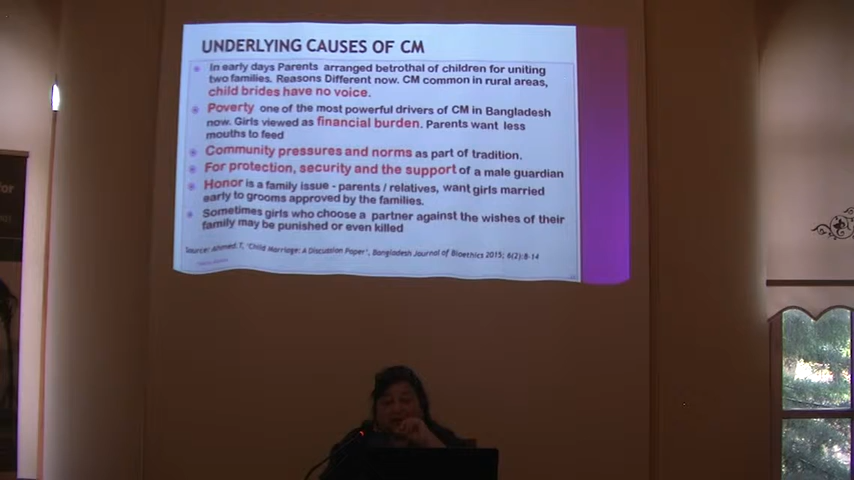 UNDERLYING CAUSES OF CM
In early days Parents arranged betrothal of children for uniting
two families. Reasons Different now. CM common in rural areas,
child brides have no voice.
Poverty one of the most powerful drivers of CM in Bangladesh
now. Girls viewed as financial burden. Parents want less
mouths to feed
Community pressures and norms as part of tradition.
For protection, security and the support of a male guardian
Honor is a family issue - parents / relatives, want girls married
early to grooms approved by the families.
Sometimes girls who choose a partner against the wishes of their
family may be punished or even killed
Source: Ahmed T, 'Child Marriage: A Discussion Paper', Bangladesh Journal of Bioethics 2015; 6(2):8-14
for